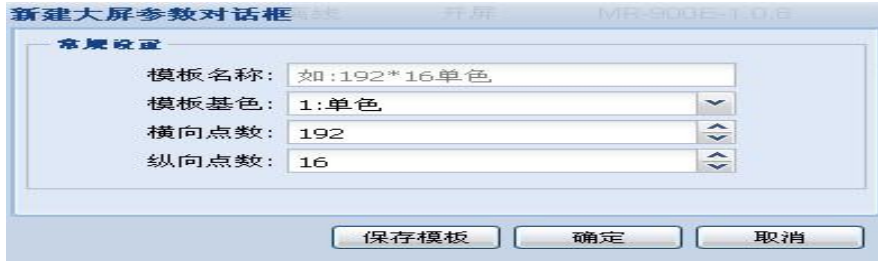 新建大屏参数对话框 离线 开屏 MR-900E-1.0.6
常规设置
模板名称: 如:192*16单色
模板基色: 1:单色
横向点数: 192
纵向点数: 16
保存模板 确定 取消